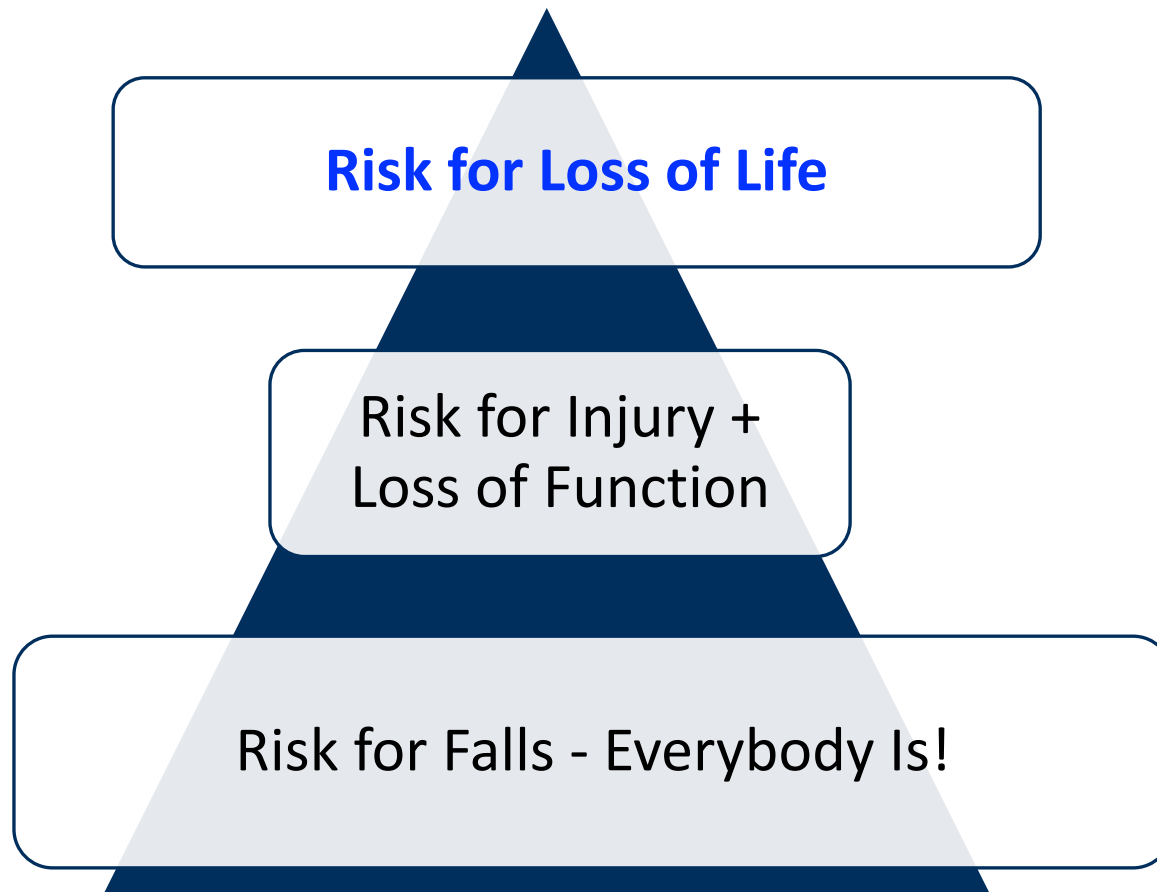 Risk for Loss of Life
Risk for Injury +
Loss of Function
Risk for Falls - Everybody Is!